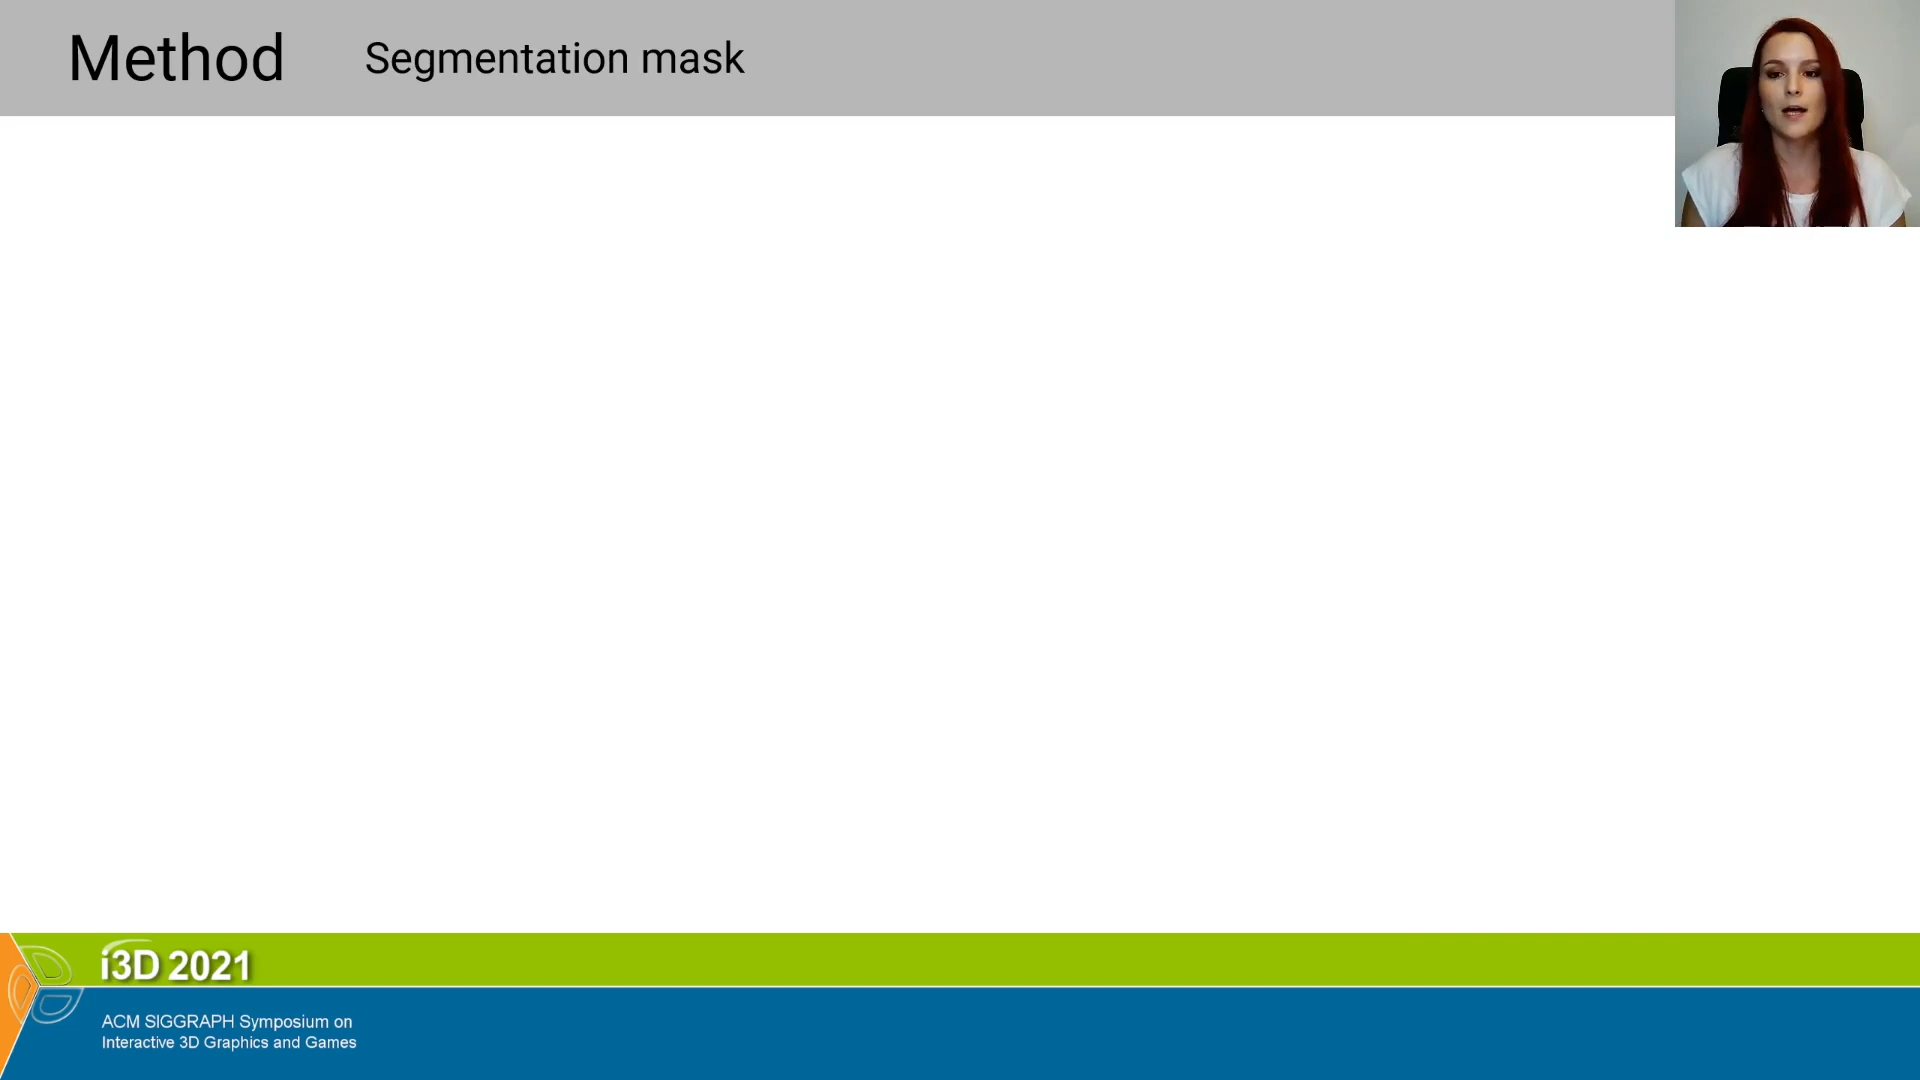 Method
Segmentation mask
i3D 2021
ACM SIGGRAPH Symposium on
Interactive 3D Graphics and Games